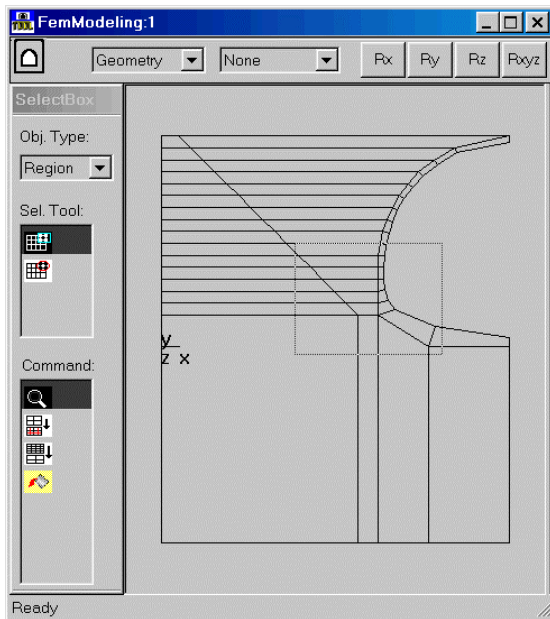 FemModeling:1
Geometry None Rx Ry Rz Rxyz
SelectBox
Obj. Type:
Region
Sel. Tool:
y
z x
Command:
Ready